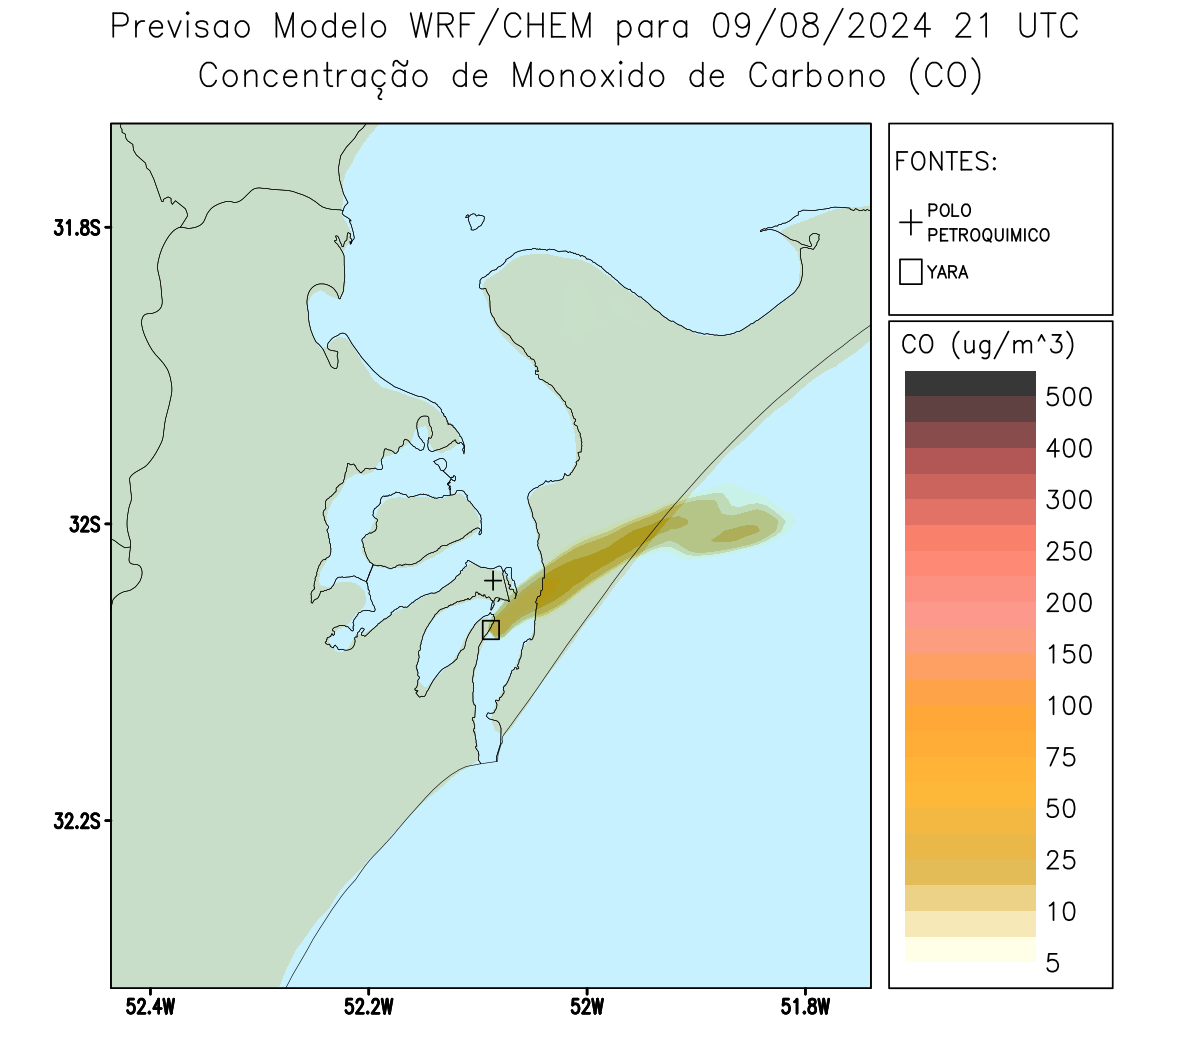 Previsao Modelo WRF/CHEM para 09/08/2024 21 UTC
Concentração de Monoxido de Carbono (CO)
FONTES:
POLO
PETROQUIMICO
YARA
CO (ug/m^3)
500
400
300
250
200
150
100
75
50
25
10
5
31.8S
32S
32.2S
52.4W
52.2W
52W
51.8W